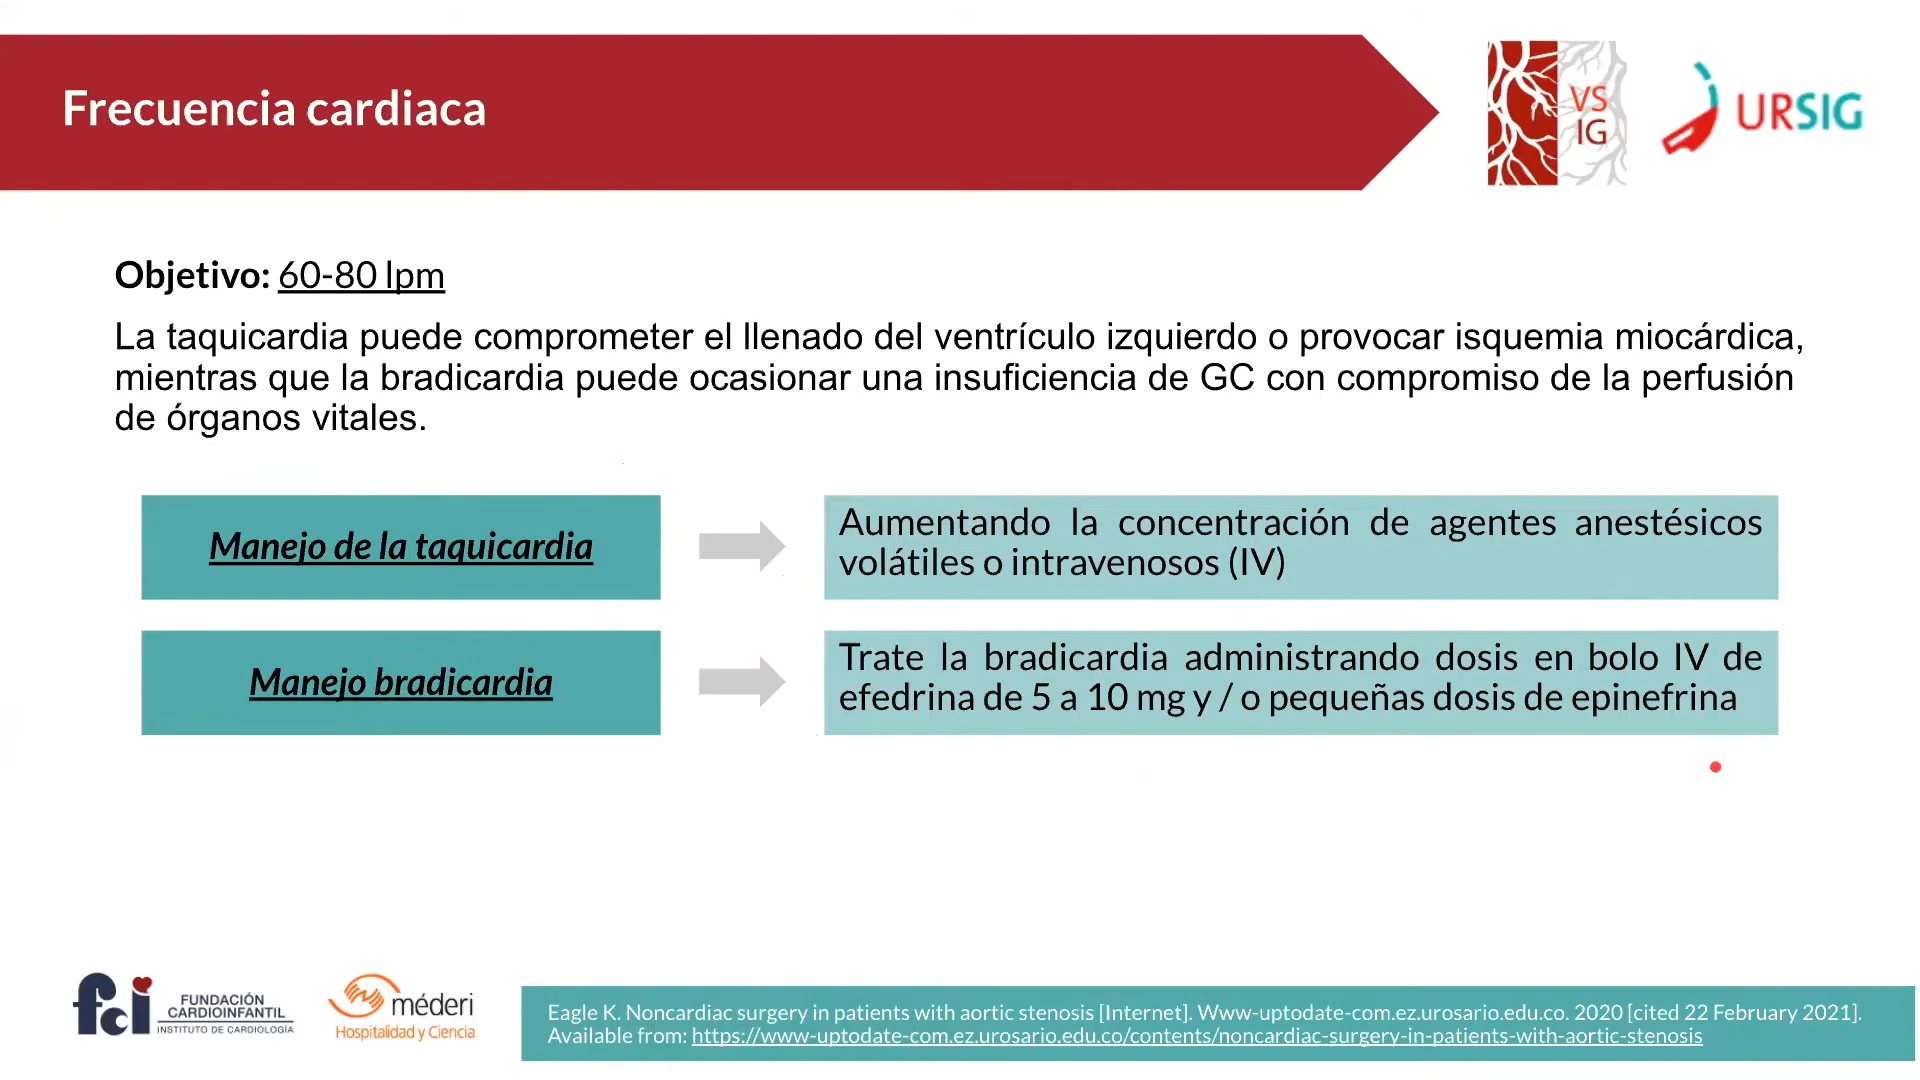 Frecuencia cardiaca
VS
IG
URSIG
Objetivo: 60-80 lpm
La taquicardia puede comprometer el llenado del ventrículo izquierdo o provocar isquemia miocárdica,
mientras que la bradicardia puede ocasionar una insuficiencia de GC con compromiso de la perfusión
de órganos vitales.
Manejo de la taquicardia
Aumentando la concentración de agentes anestésicos
volátiles o intravenosos (IV)
Manejo bradicardia
Trate la bradicardia administrando dosis en bolo IV de
efedrina de 5 a 10 mg y / o pequeñas dosis de epinefrina
fci
FUNDACIÓN
CARDIOINFANTIL
INSTITUTO DE CARDIOLOGÍA
méderi
Hospitalidad y Ciencia
Eagle K. Noncardiac surgery in patients with aortic stenosis [Internet]. Www-uptodate-com.ez.urosario.edu.co. 2020 [cited 22 February 2021].
Available from: https://www-uptodate-com.ez.urosario.edu.co/contents/noncardiac-surgery-in-patients-with-aortic-stenosis